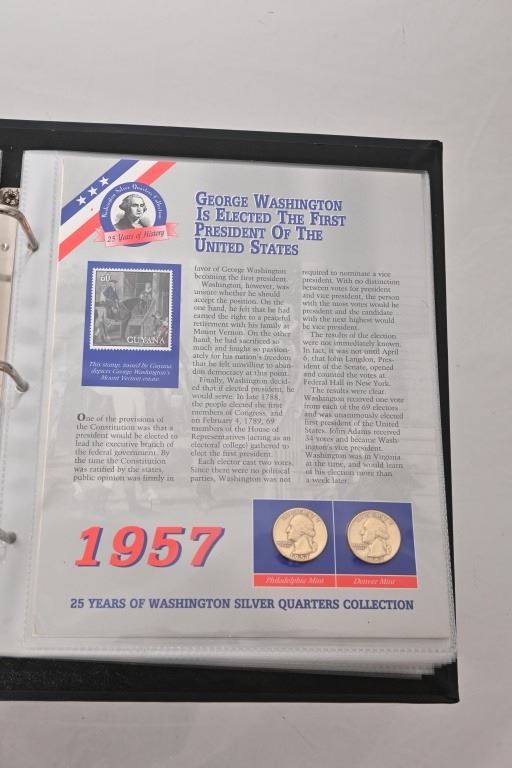 25 Years of History
GEORGE WASHINGTON
IS ELECTED THE FIRST
PRESIDENT OF THE
UNITED STATES
60
GUYANA
This stamp, issued by Guyana,
depicts George Washington's
Mount Vernon estate.
One of the provisions of
the Constitution was that a
president would be elected to
lead the executive branch of
the federal government. By
the time the Constitution
was ratified by the states,
public opinion was firmly in
favor of George Washington
becoming the first president.
Washington, however, was
unsure whether he should
accept the position. On the
one hand, he felt that he had
earned the right to a peaceful
retirement with his family at
Mount Vernon. On the other
hand, he had sacrificed so
much and fought so passion-
ately for his nation's freedom
that he felt unwilling to aban-
don democracy at this point.
Finally, Washington decid-
ed that if elected president, he
would serve. In late 1788,
the people elected the first
members of Congress, and
on February 4, 1789, 69
members of the House of
Representatives (acting as an
electoral college) gathered to
elect the first president.
Each elector cast two votes.
Since there were no political
parties, Washington was not
required to nominate a vice
president. With no distinction
between votes for president
and vice president, the person
with the most votes would be
president and the candidate
with the next highest would
be vice president.
The results of the election
were not immediately known.
In fact, it was not until April
6, that John Langdon, Pres-
ident of the Senate, opened
and counted the votes at
Federal Hall in New York.
The results were clear.
Washington received one vote
from each of the 69 electors
and was unanimously elected
first president of the United
States. John Adams received
34 votes and became Wash-
ington's vice president.
Washington was in Virginia
at the time, and would learn
of his election more than
a week later.
1957
Philadelphia Mint
Denver Mint
25 YEARS OF WASHINGTON SILVER QUARTERS COLLECTION